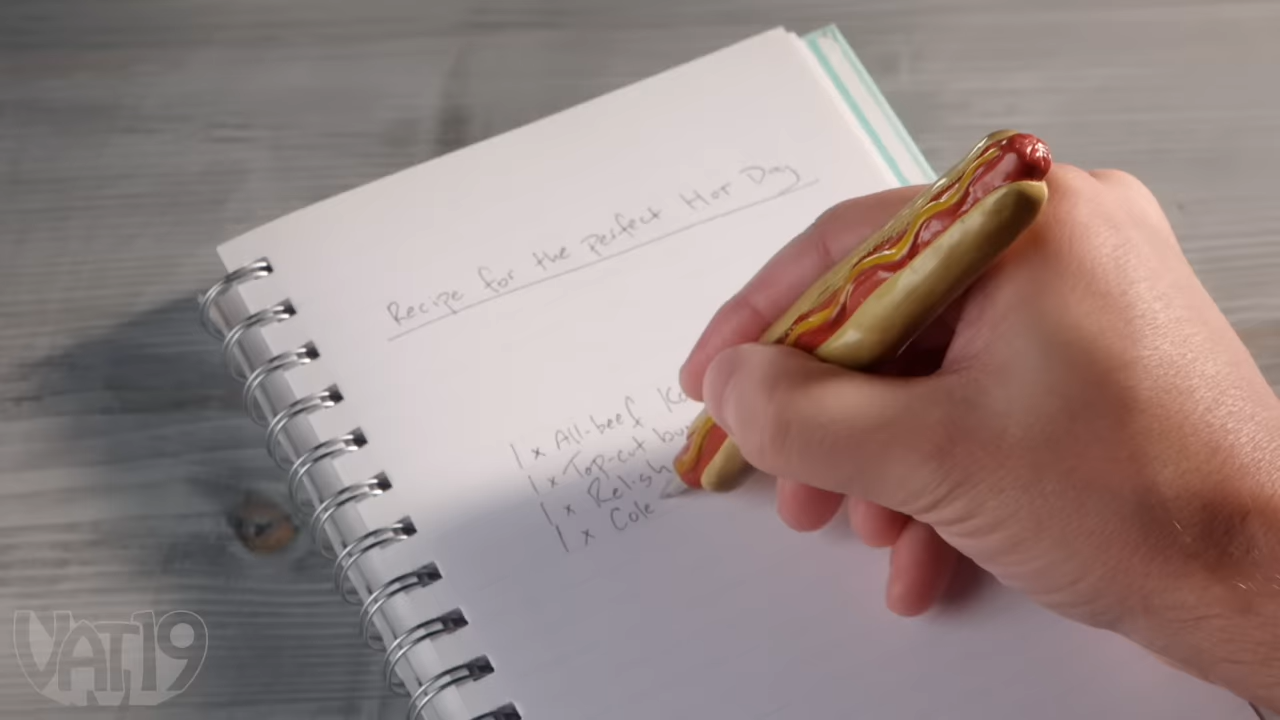 Recipe for the perfect Hot Dog
1 x All-beef
1 x Top-cut
1 x Relish
1 x Cole
VAT19